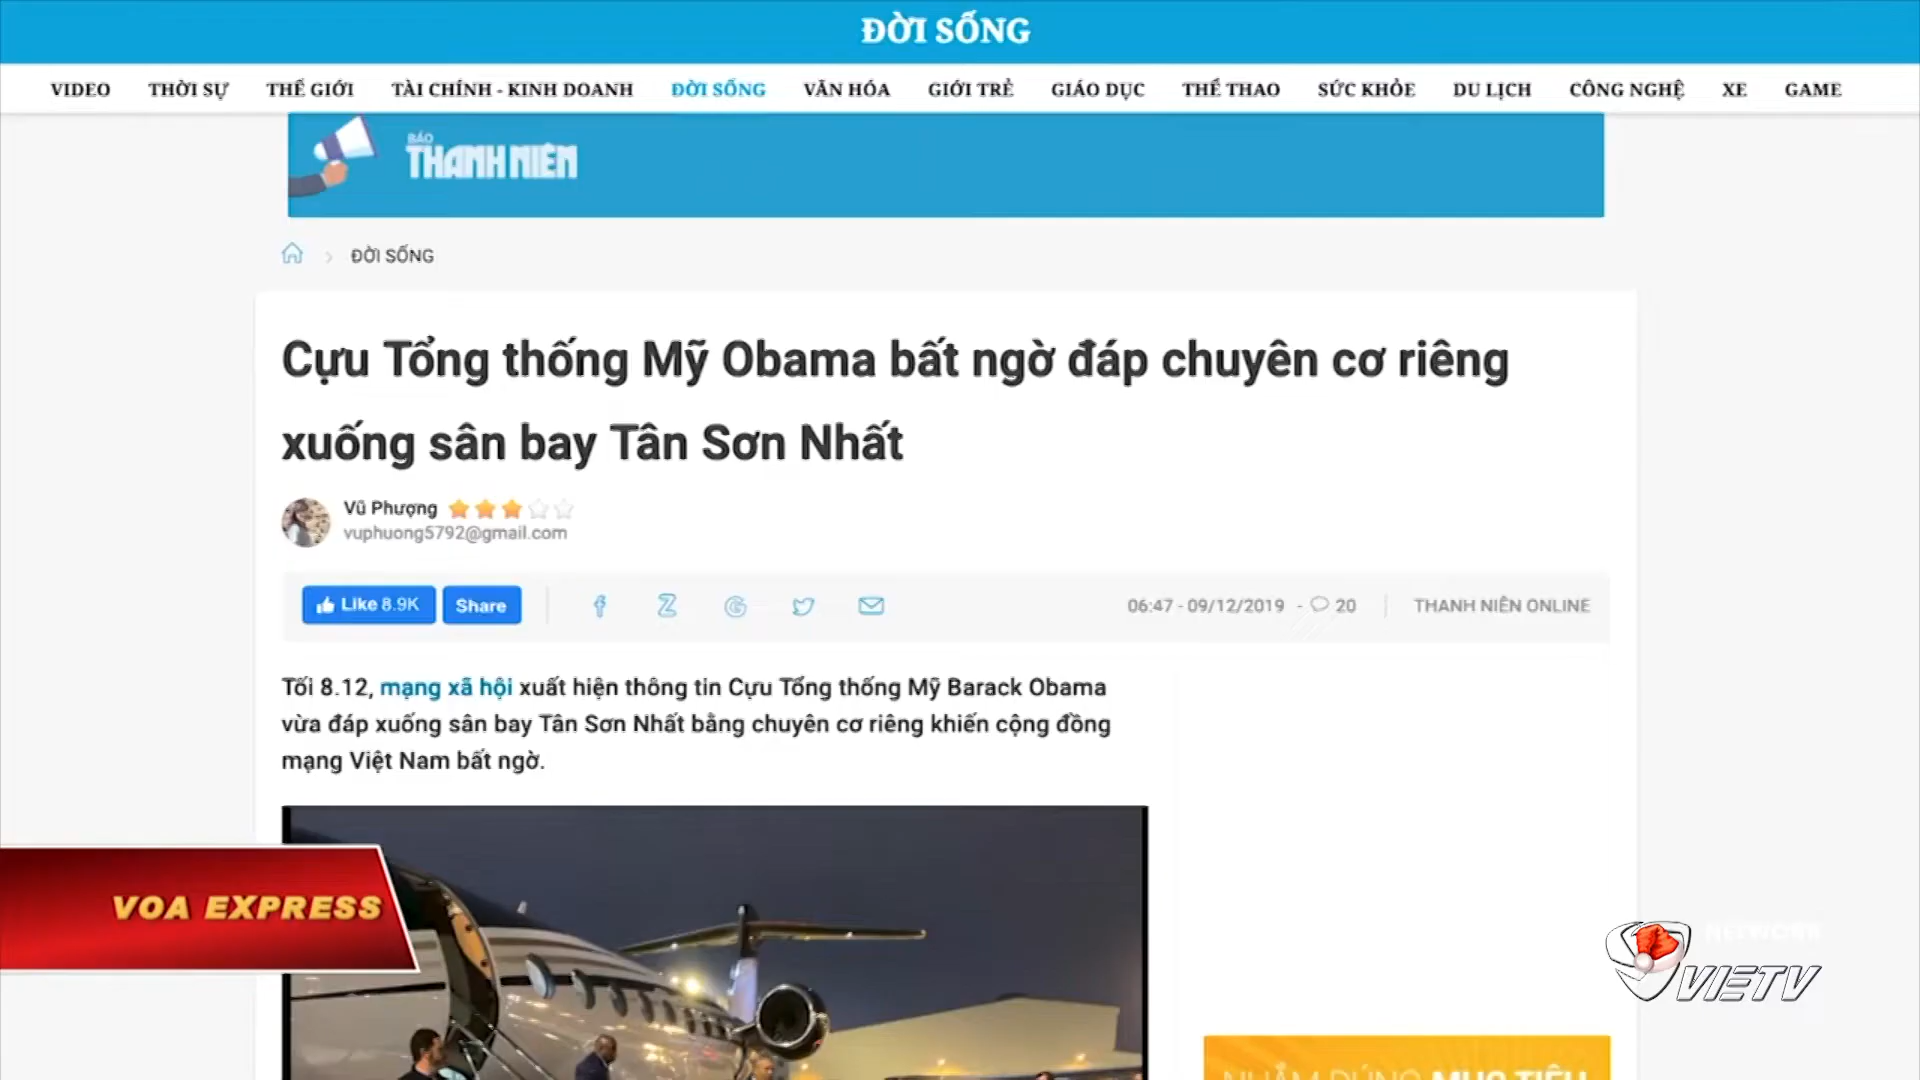 ĐỜI SỐNG
VIDEO THỜI SỰ THẾ GIỚI TÀI CHÍNH - KINH DOANH ĐỜI SỐNG VĂN HÓA GIỚI TRẺ GIÁO DỤC THỂ THAO SỨC KHỎE DU LỊCH CÔNG NGHỆ XE GAME
BÁO
THANH NIÊN
ĐỜI SỐNG
Cựu Tổng thống Mỹ Obama bất ngờ đáp chuyên cơ riêng
xuống sân bay Tân Sơn Nhất
Vũ Phượng
vuphuong5792@gmail.com
Like 8.9K Share 06:47 - 09/12/2019 - 20 THANH NIÊN ONLINE
Tối 8.12, mạng xã hội xuất hiện thông tin Cựu Tổng thống Mỹ Barack Obama
vừa đáp xuống sân bay Tân Sơn Nhất bằng chuyên cơ riêng khiến cộng đồng
mạng Việt Nam bất ngờ.
VOA EXPRESS
NETWORK
VIETV
NHẮM ĐÚNG MỤC TIÊU